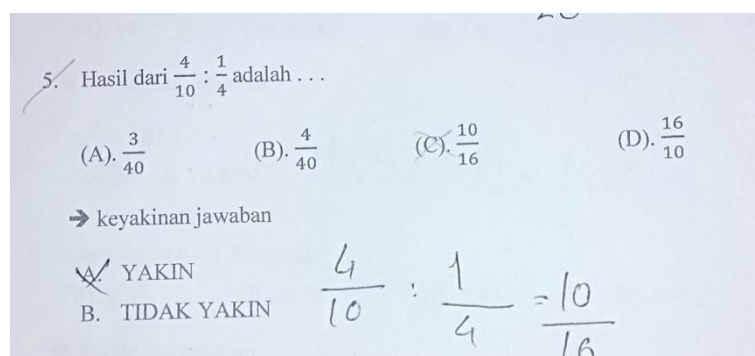 5. Hasil dari 4/10 : 1/4 adalah . . .
(A). 3/40 (B). 4/40 (C). 10/16 (D). 16/10
➔ keyakinan jawaban
A. YAKIN
B. TIDAK YAKIN
4/10 : 1/4 = 10/16